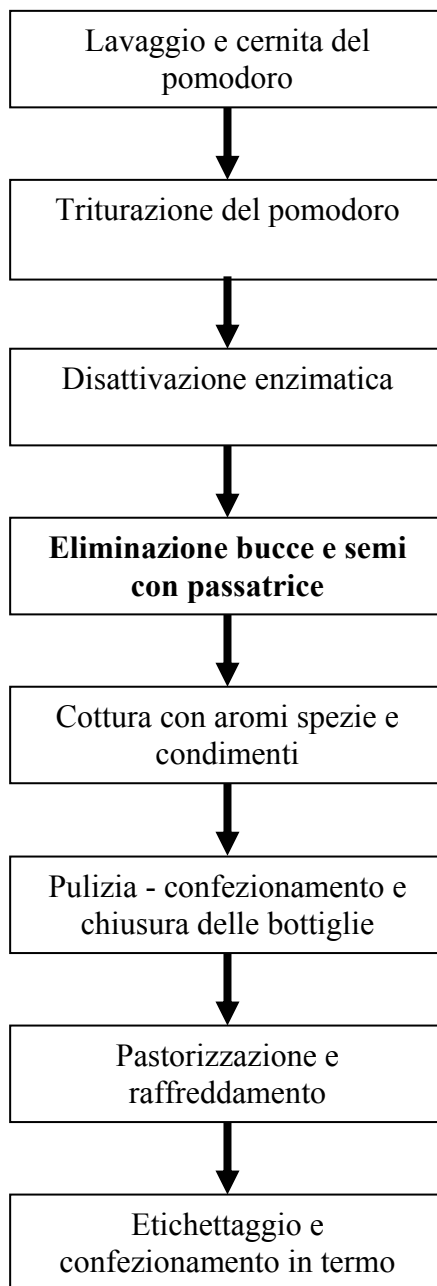 Lavaggio e cernita del
pomodoro
Triturazione del pomodoro
Disattivazione enzimatica
Eliminazione bucce e semi
con passatrice
Cottura con aromi spezie e
condimenti
Pulizia - confezionamento e
chiusura delle bottiglie
Pastorizzazione e
raffreddamento
Etichettaggio e
confezionamento in termo